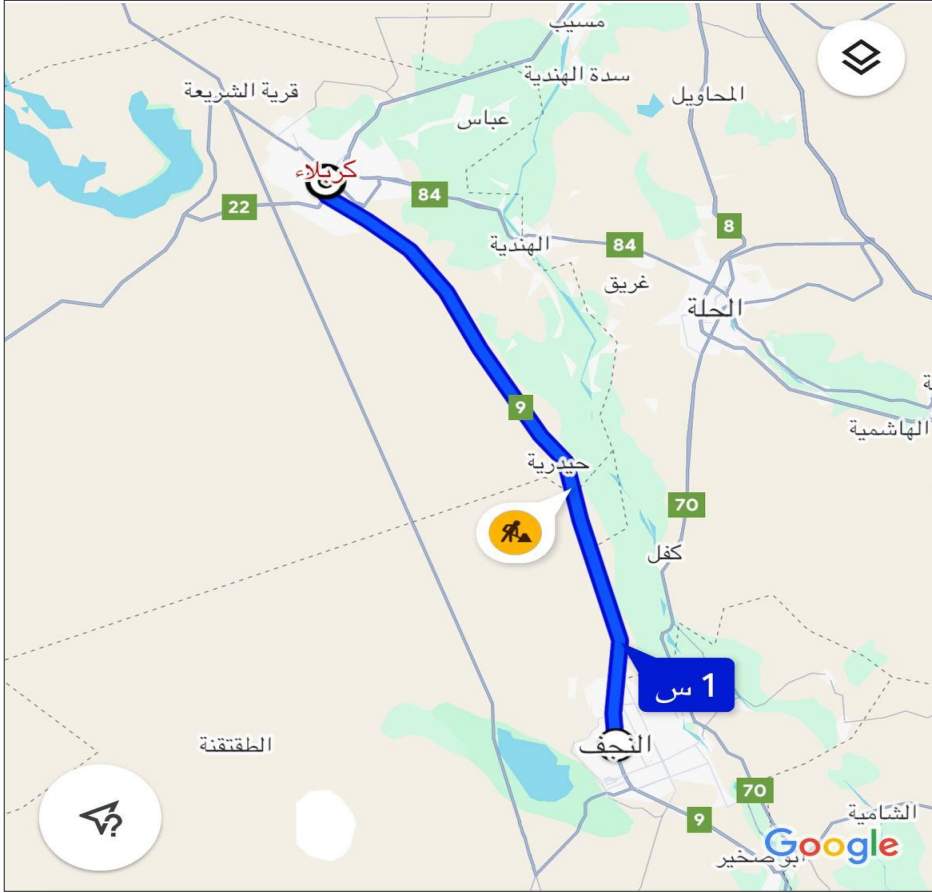 مسيب
سدة الهندية
المحاويل
قرية الشريعة
عباس
كربلاء
84
22
8
الهندية
84
غريق
الحلة
ة
9
الهاشمية
حيدرية
70
كفل
1 س
النجف
الطقتقنة
70
الشامية
9
Google
ابو صخير
?